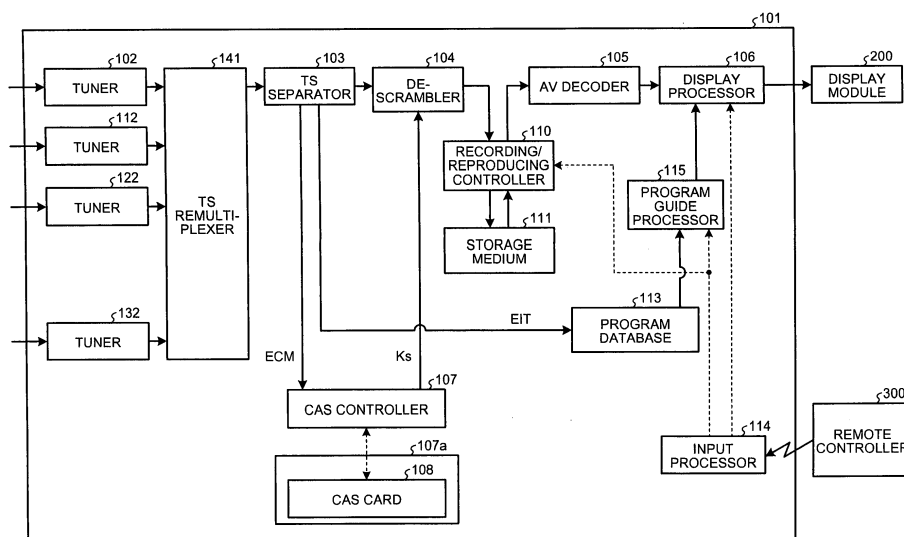 101
102
TUNER
112
TUNER
122
TUNER
132
TUNER
141
TS
REMULTI-
PLEXER
103
TS
SEPARATOR
104
DE-
SCRAMBLER
105
AV DECODER
106
DISPLAY
PROCESSOR
200
DISPLAY
MODULE
110
RECORDING/
REPRODUCING
CONTROLLER
111
STORAGE
MEDIUM
115
PROGRAM
GUIDE
PROCESSOR
113
PROGRAM
DATABASE
EIT
ECM
Ks
107
CAS CONTROLLER
107a
108
CAS CARD
114
INPUT
PROCESSOR
300
REMOTE
CONTROLLER